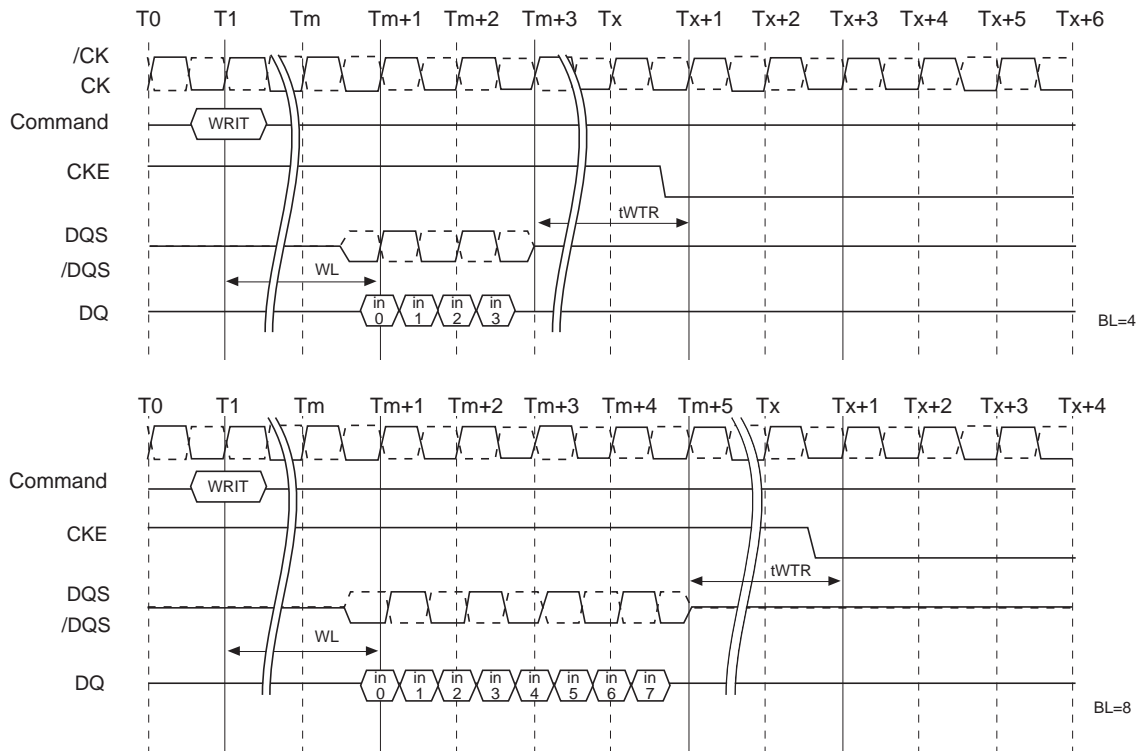 T0 T1 Tm Tm+1 Tm+2 Tm+3 Tx Tx+1 Tx+2 Tx+3 Tx+4 Tx+5 Tx+6
/CK
CK
Command WRIT
CKE
tWTR
DQS
/DQS
WL
DQ in 0 in 1 in 2 in 3
BL=4
T0 T1 Tm Tm+1 Tm+2 Tm+3 Tm+4 Tm+5 Tx Tx+1 Tx+2 Tx+3 Tx+4
Command WRIT
CKE
tWTR
DQS
/DQS
WL
DQ in 0 in 1 in 2 in 3 in 4 in 5 in 6 in 7
BL=8